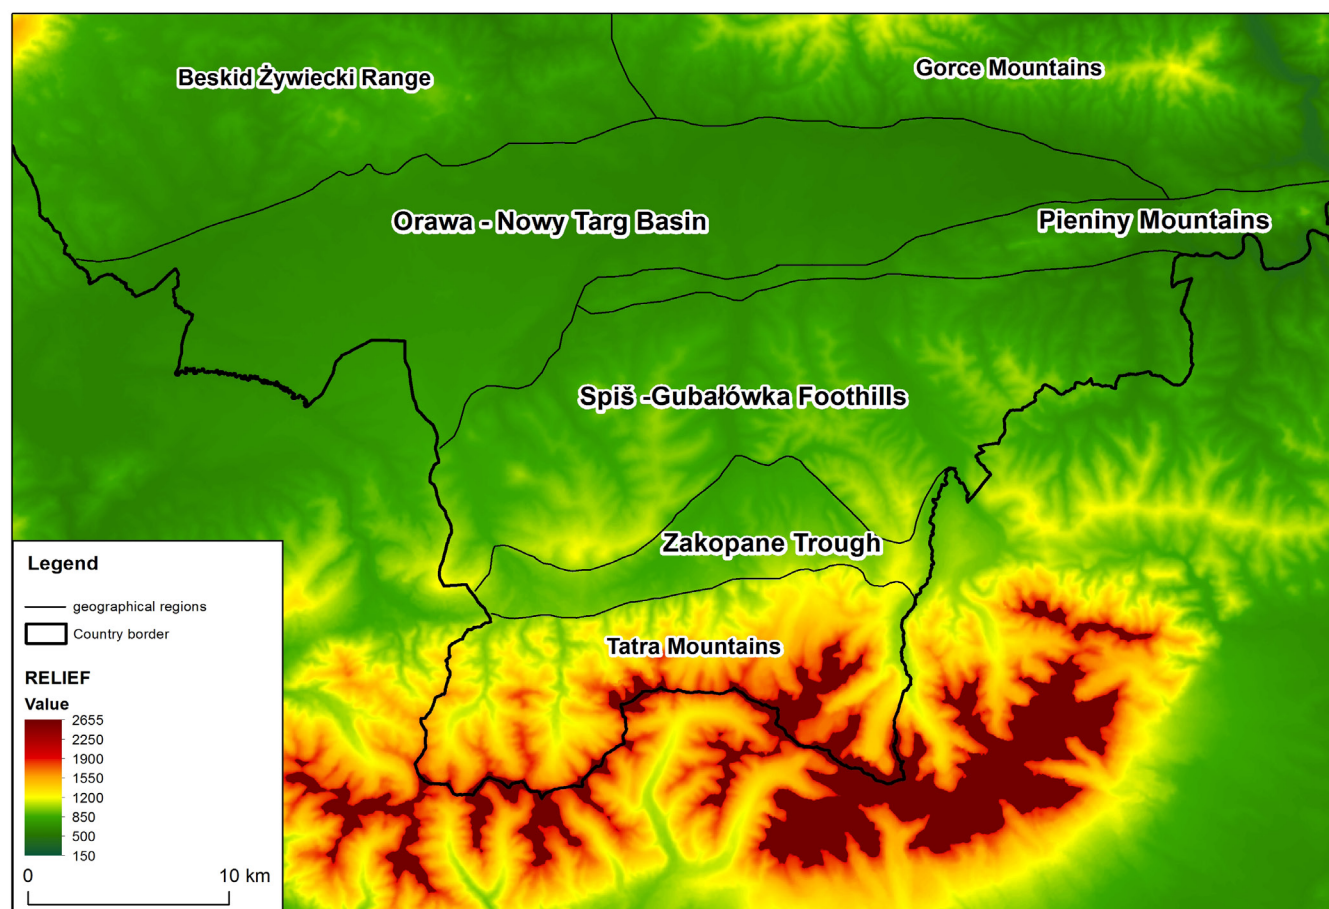 Beskid Żywiecki Range
Gorce Mountains
Orawa - Nowy Targ Basin
Pieniny Mountains
Spiš -Gubałówka Foothills
Zakopane Trough
Tatra Mountains
Legend
geographical regions
Country border
RELIEF
Value
2655
2250
1900
1550
1200
850
500
150
0 10 km